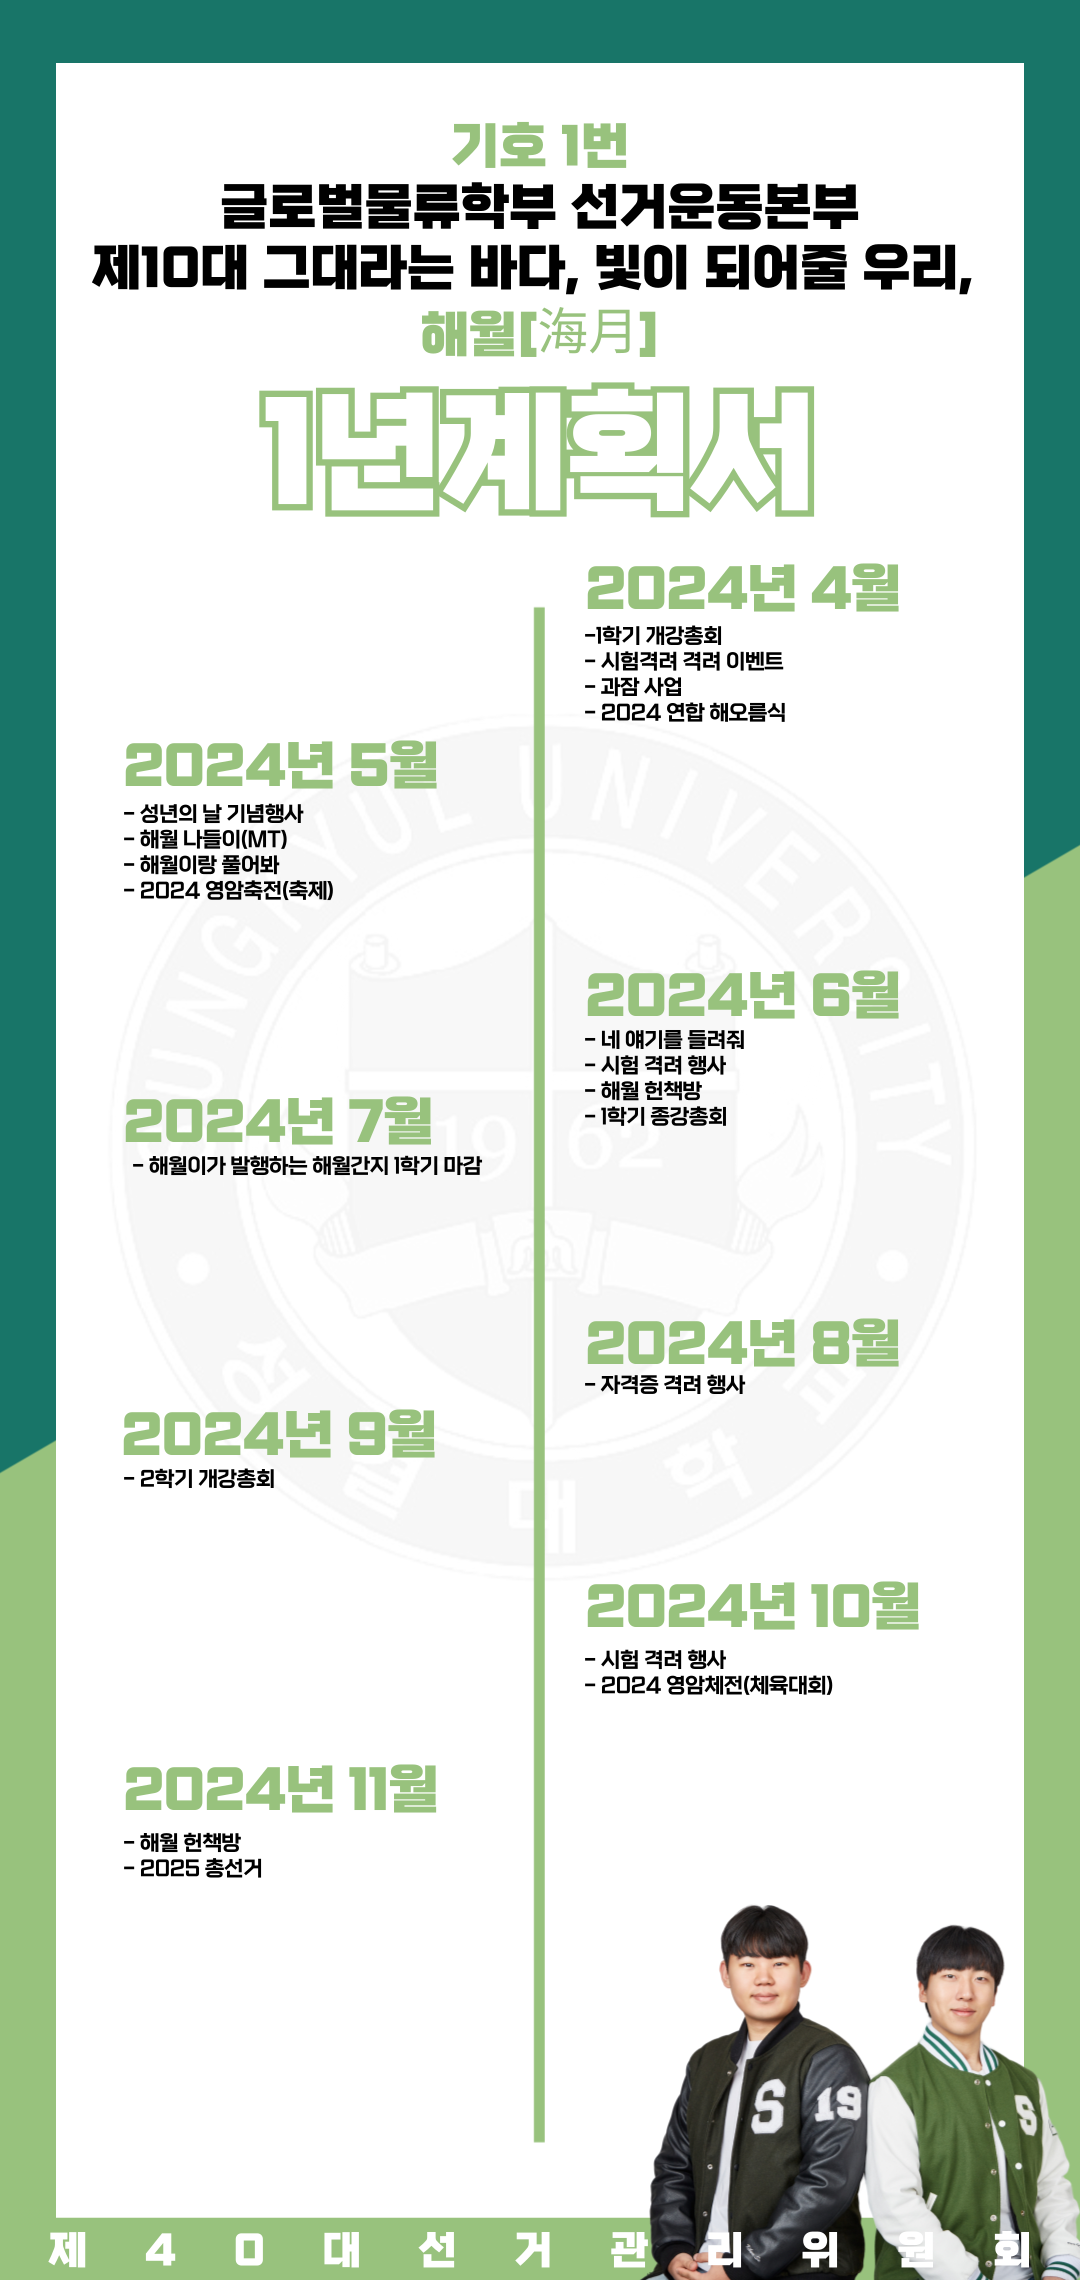 기호 1번
글로벌물류학부 선거운동본부
제10대 그대라는 바다, 빛이 되어줄 우리,
해월[海月]
1년계획서
2024년 4월
-1학기 개강총회
- 시험격려 격려 이벤트
- 과잠 사업
- 2024 연합 해오름식
2024년 5월
- 성년의 날 기념행사
- 해월 나들이(MT)
- 해월이랑 풀어봐
- 2024 영암축전(축제)
2024년 6월
- 네 얘기를 들려줘
- 시험 격려 행사
- 해월 헌책방
- 1학기 종강총회
2024년 7월
- 해월이가 발행하는 해월간지 1학기 마감
2024년 8월
- 자격증 격려 행사
2024년 9월
- 2학기 개강총회
2024년 10월
- 시험 격려 행사
- 2024 영암체전(체육대회)
2024년 11월
- 해월 헌책방
- 2025 총선거
SUNGKYUL UNIVERSITY
1962
성결대학교
S 19
S
제40대선거관리위원회